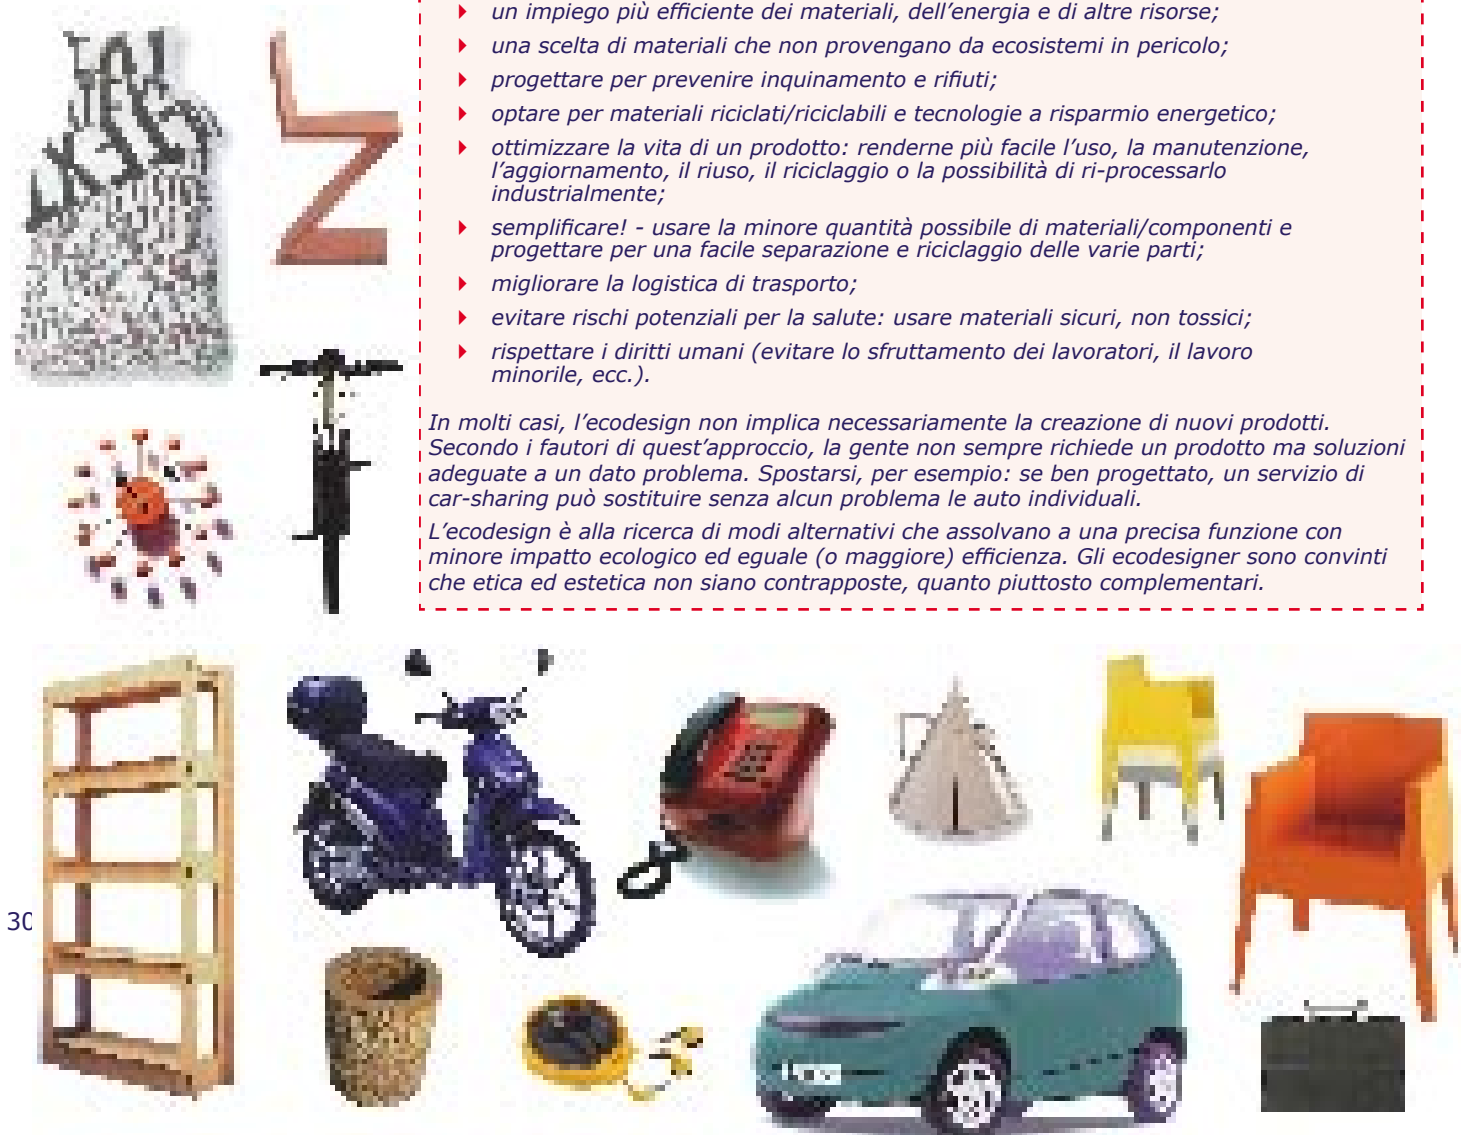 un impiego più efficiente dei materiali, dell’energia e di altre risorse;
una scelta di materiali che non provengano da ecosistemi in pericolo;
progettare per prevenire inquinamento e rifiuti;
optare per materiali riciclati/riciclabili e tecnologie a risparmio energetico;
ottimizzare la vita di un prodotto: renderne più facile l’uso, la manutenzione,
l’aggiornamento, il riuso, il riciclaggio o la possibilità di ri-processarlo
industrialmente;
semplificare! - usare la minore quantità possibile di materiali/componenti e
progettare per una facile separazione e riciclaggio delle varie parti;
migliorare la logistica di trasporto;
evitare rischi potenziali per la salute: usare materiali sicuri, non tossici;
rispettare i diritti umani (evitare lo sfruttamento dei lavoratori, il lavoro
minorile, ecc.).
In molti casi, l’ecodesign non implica necessariamente la creazione di nuovi prodotti.
Secondo i fautori di quest’approccio, la gente non sempre richiede un prodotto ma soluzioni
adeguate a un dato problema. Spostarsi, per esempio: se ben progettato, un servizio di
car-sharing può sostituire senza alcun problema le auto individuali.
L’ecodesign è alla ricerca di modi alternativi che assolvano a una precisa funzione con
minore impatto ecologico ed eguale (o maggiore) efficienza. Gli ecodesigner sono convinti
che etica ed estetica non siano contrapposte, quanto piuttosto complementari.
30